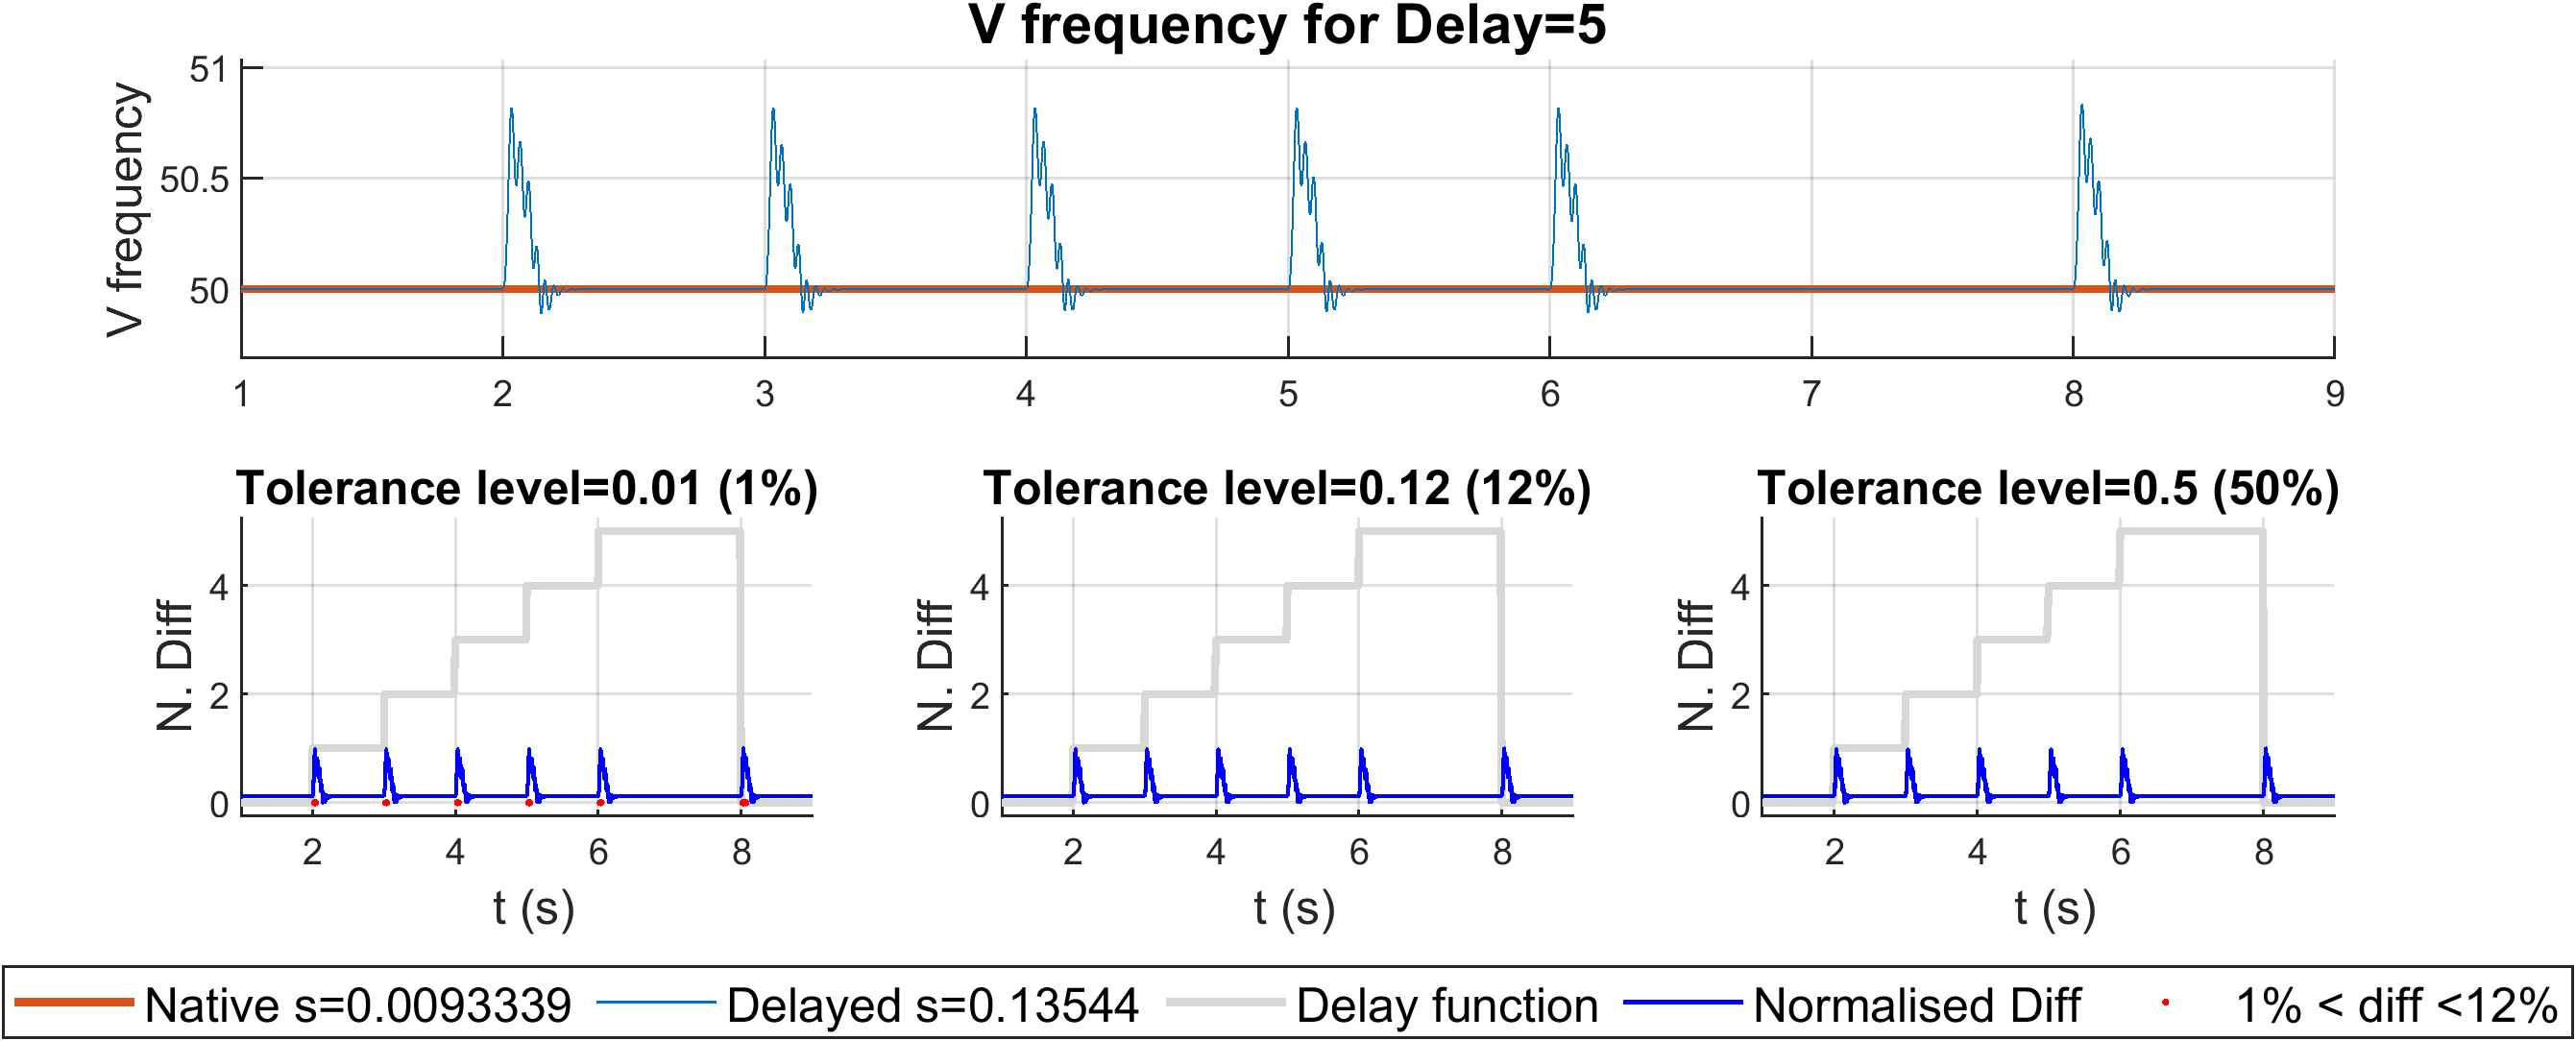 V frequency for Delay=5
V frequency
51
50.5
50
1 2 3 4 5 6 7 8 9
Tolerance level=0.01 (1%)
N. Diff
4
2
0
2 4 6 8
t (s)
Tolerance level=0.12 (12%)
N. Diff
4
2
0
2 4 6 8
t (s)
Tolerance level=0.5 (50%)
N. Diff
4
2
0
2 4 6 8
t (s)
Native s=0.0093339 Delayed s=0.13544 Delay function Normalised Diff 1% < diff <12%